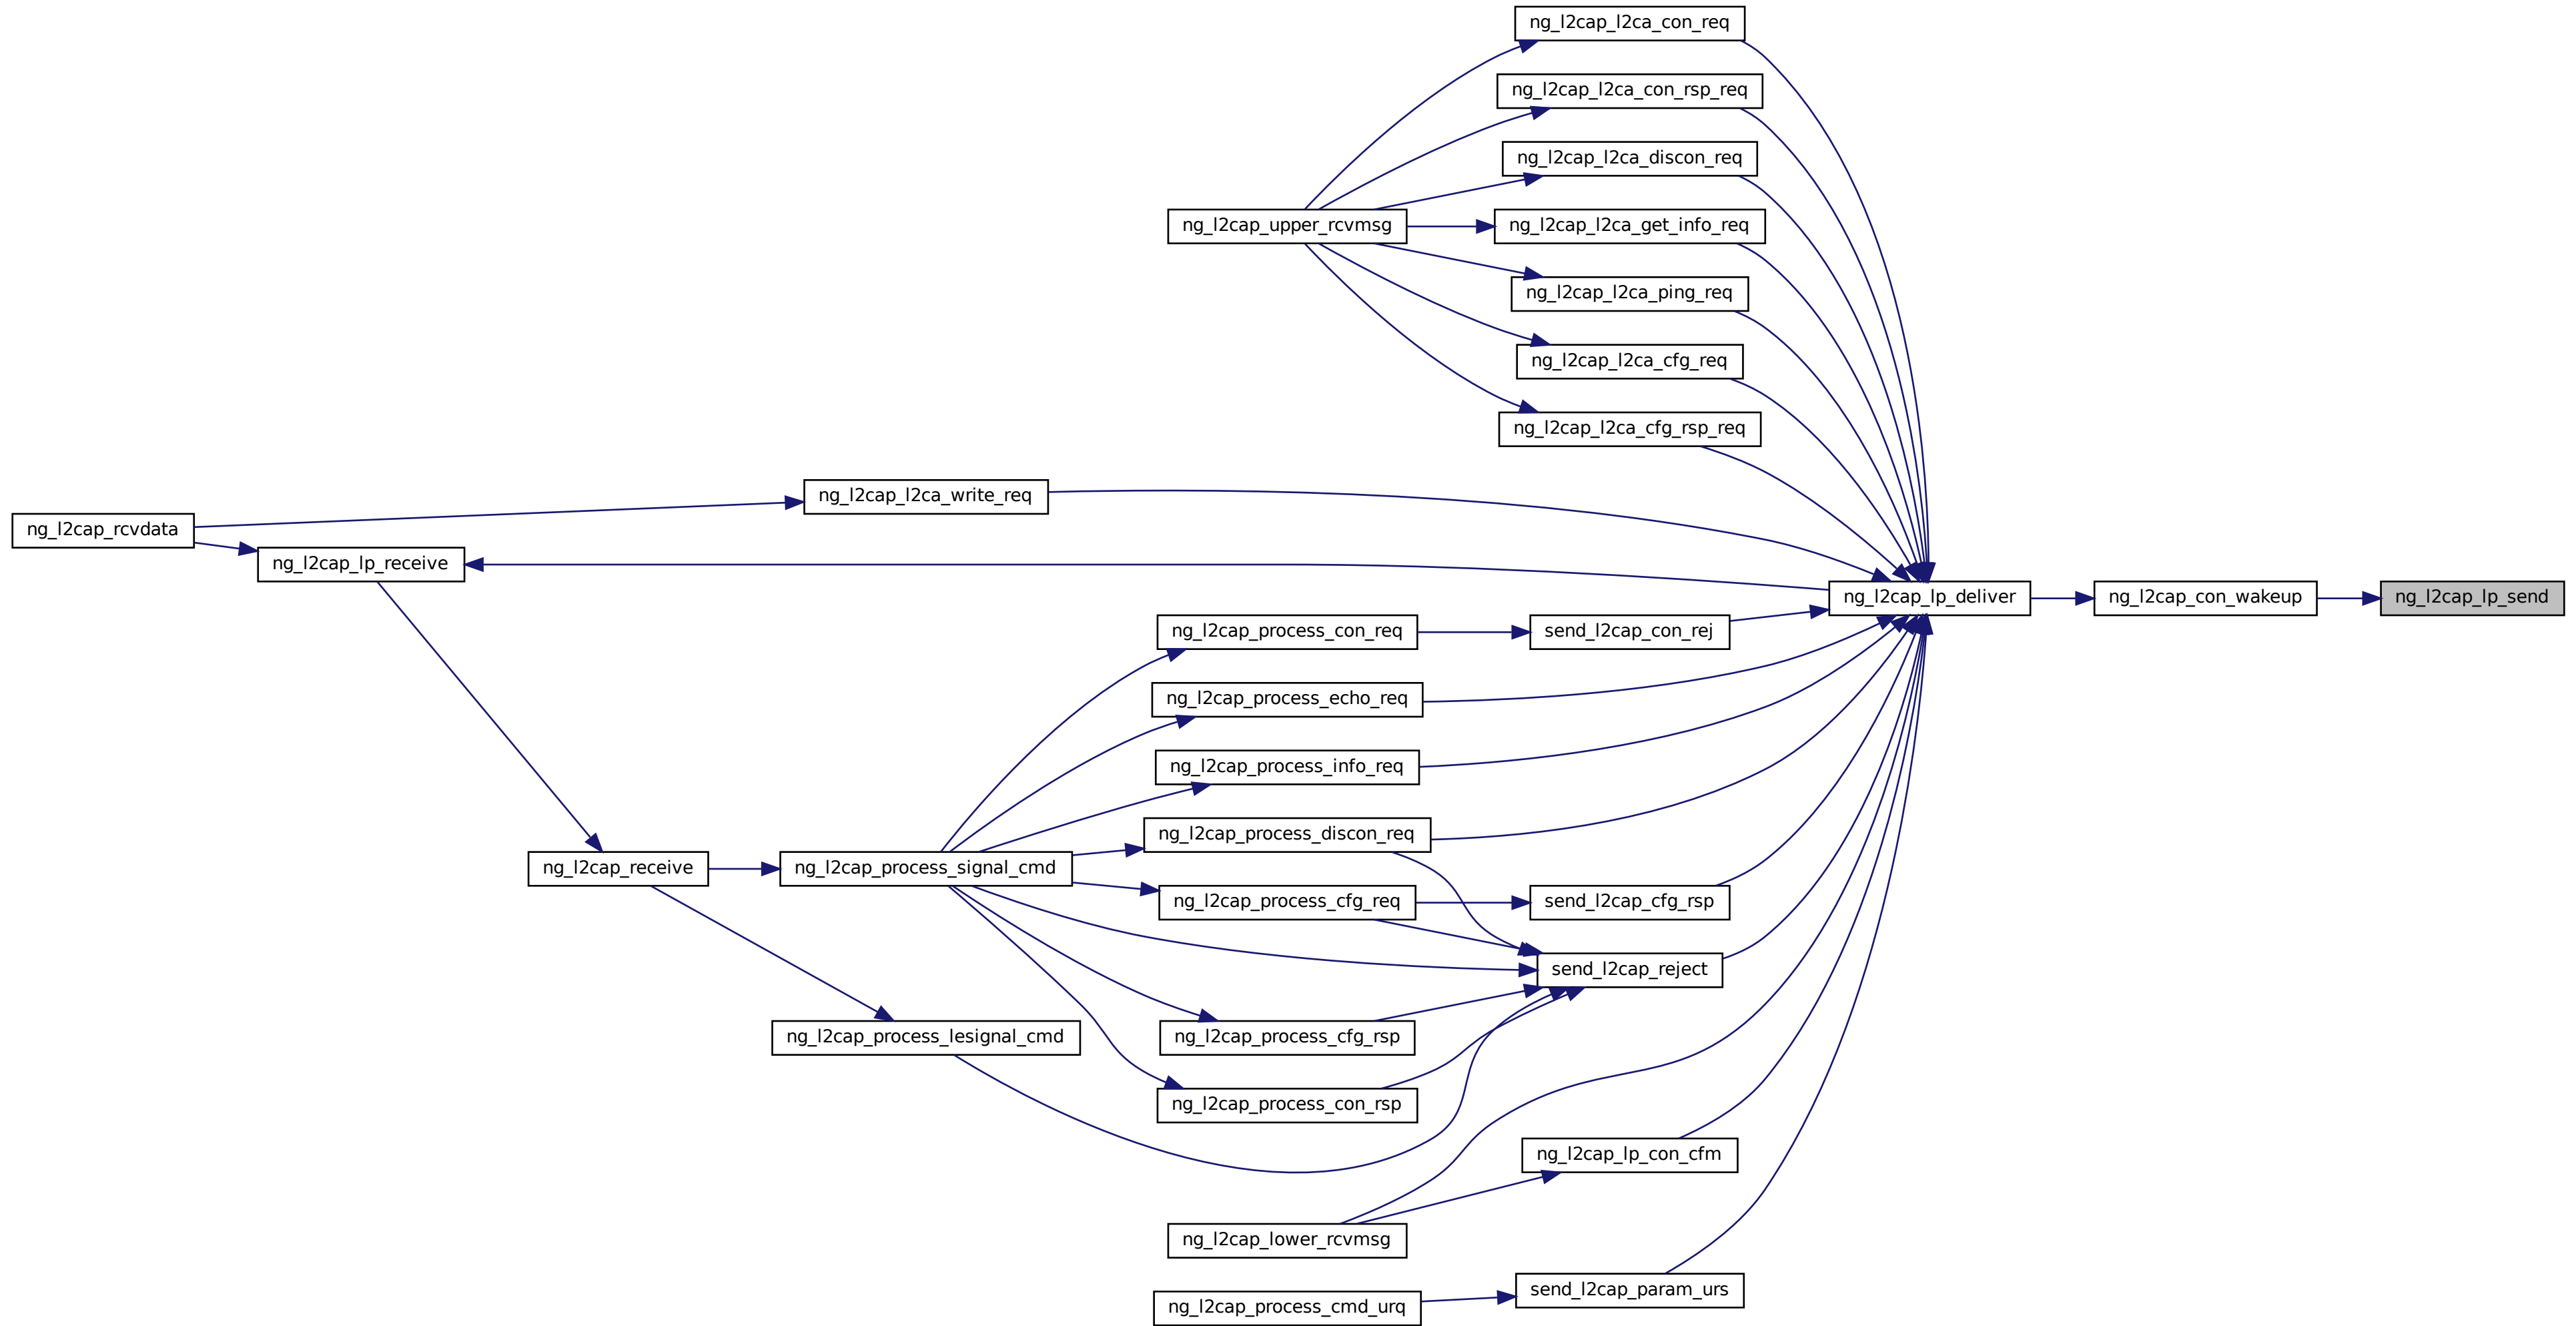 ng_l2cap_l2ca_con_req
ng_l2cap_l2ca_con_rsp_req
ng_l2cap_l2ca_discon_req
ng_l2cap_upper_rcvmsg
ng_l2cap_l2ca_get_info_req
ng_l2cap_l2ca_ping_req
ng_l2cap_l2ca_cfg_req
ng_l2cap_l2ca_cfg_rsp_req
ng_l2cap_l2ca_write_req
ng_l2cap_rcvdata
ng_l2cap_lp_receive
ng_l2cap_lp_deliver
ng_l2cap_con_wakeup
ng_l2cap_lp_send
ng_l2cap_process_con_req
send_l2cap_con_rej
ng_l2cap_process_echo_req
ng_l2cap_process_info_req
ng_l2cap_process_discon_req
ng_l2cap_receive
ng_l2cap_process_signal_cmd
ng_l2cap_process_cfg_req
send_l2cap_cfg_rsp
send_l2cap_reject
ng_l2cap_process_lesignal_cmd
ng_l2cap_process_cfg_rsp
ng_l2cap_process_con_rsp
ng_l2cap_lp_con_cfm
ng_l2cap_lower_rcvmsg
send_l2cap_param_urs
ng_l2cap_process_cmd_urq